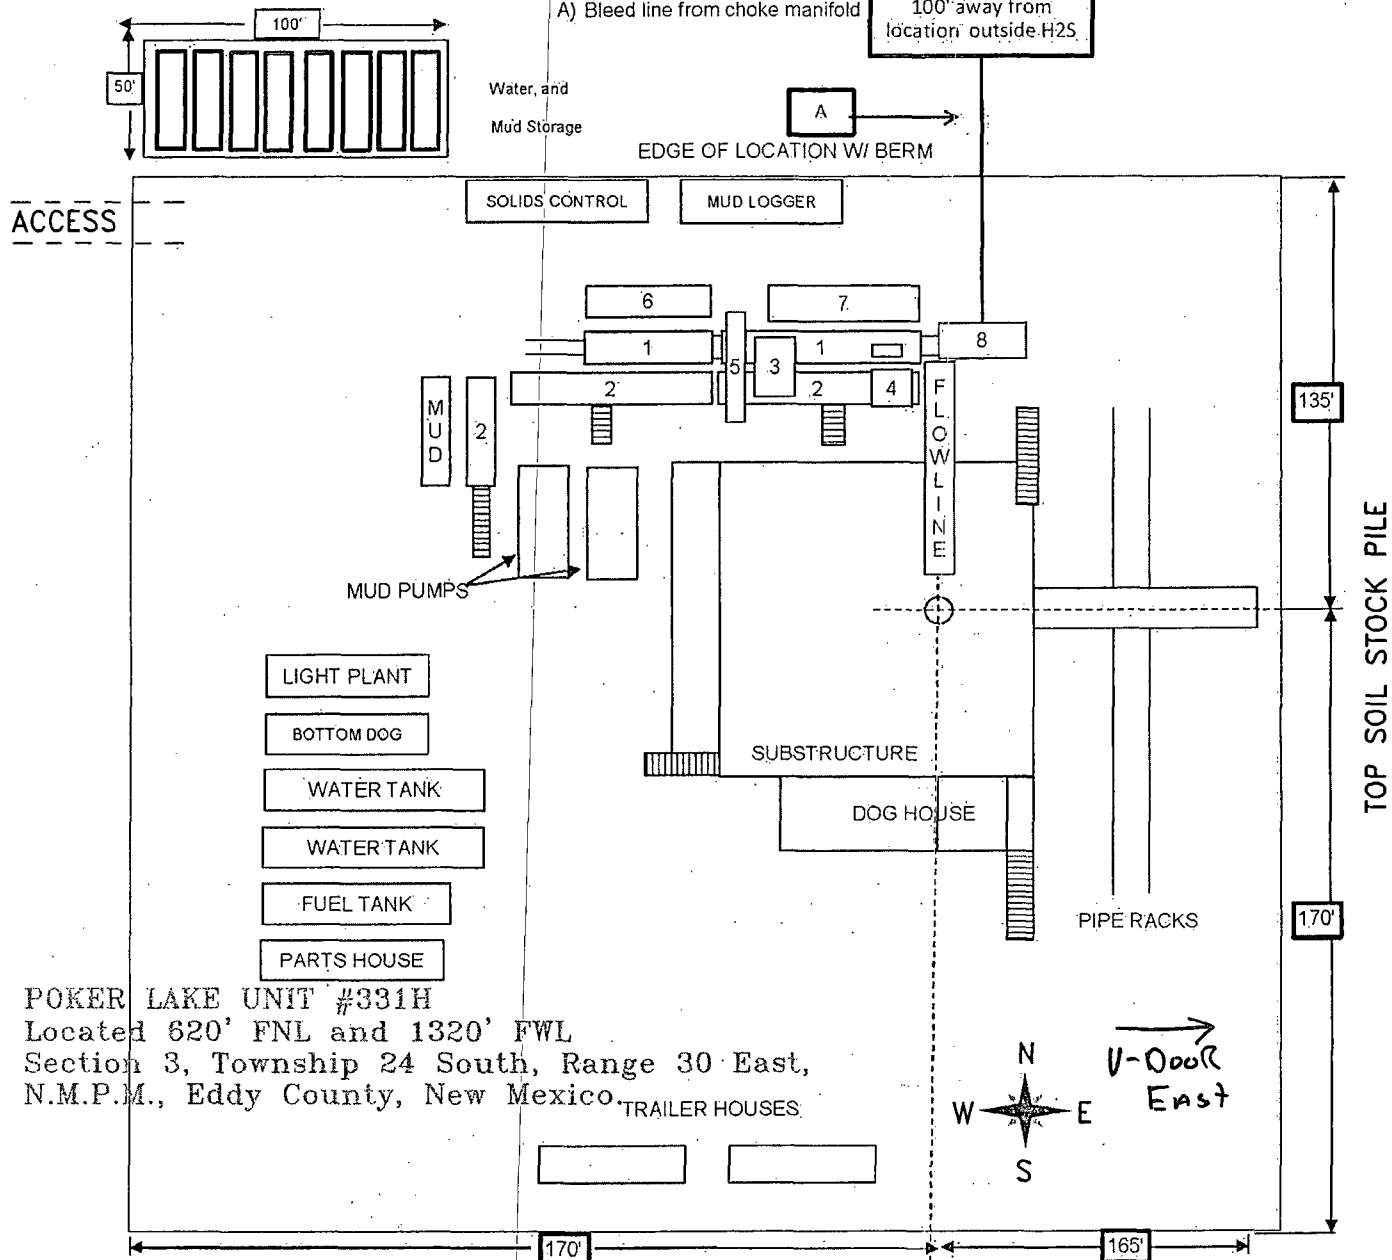 A) Bleed line from choke manifold
100' away from
location outside H2S
100'
50'
Water, and
Mud Storage
A
EDGE OF LOCATION W/ BERM
ACCESS
SOLIDS CONTROL
MUD LOGGER
6
7
1
1
8
5
3
2
2
4
MUD
2
FLOWLINE
135'
MUD PUMPS
TOP SOIL STOCK PILE
LIGHT PLANT
BOTTOM DOG
SUBSTRUCTURE
WATER TANK
DOG HOUSE
WATER TANK
FUEL TANK
PIPE RACKS
170'
PARTS HOUSE
POKER LAKE UNIT #331H
Located 620' FNL and 1320' FWL
Section 3, Township 24 South, Range 30 East,
N.M.P.M., Eddy County, New Mexico.
V-DOOR
EAST
N
W
E
S
TRAILER HOUSES
170'
165'